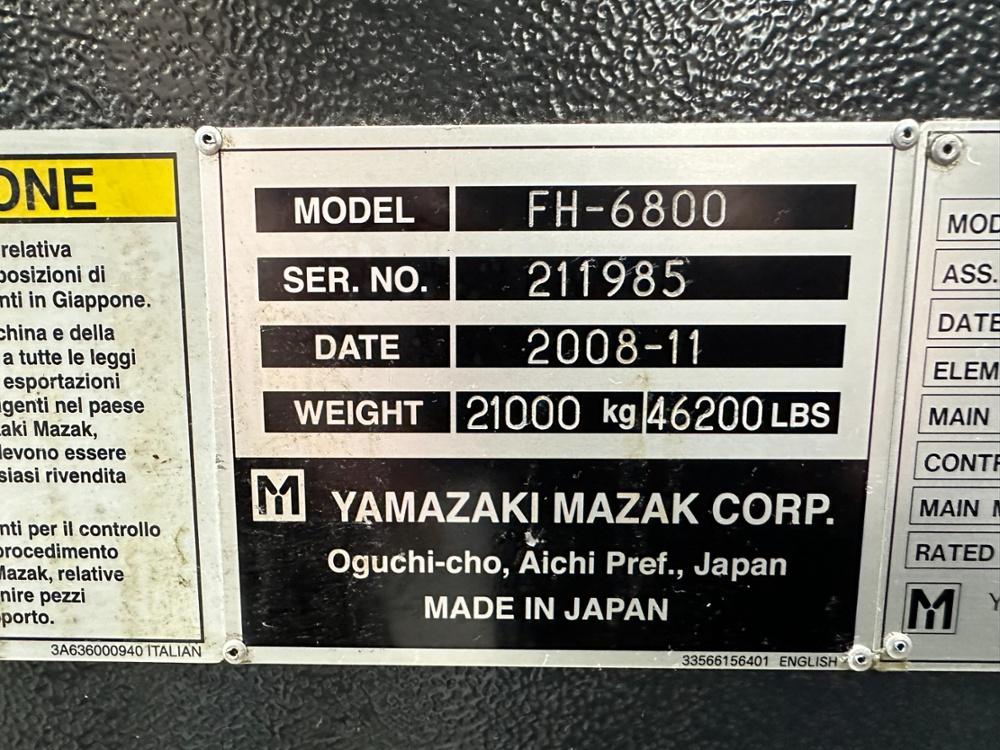 ONE
relativa
posizioni di
nti in Giappone.
china e della
a tutte le leggi
esportazioni
genti nel paese
aki Mazak,
levono essere
siasi rivendita
nti per il controllo
procedimento
Mazak, relative
nire pezzi
porto.
3A636000940 ITALIAN
MODEL FH-6800
SER. NO. 211985
DATE 2008-11
WEIGHT 21000 kg 46200 LBS
YAMAZAKI MAZAK CORP.
Oguchi-cho, Aichi Pref., Japan
MADE IN JAPAN
33566156401 ENGLISH
MOD
ASS.
DATE
ELEM
MAIN
CONT
MAIN
RATED